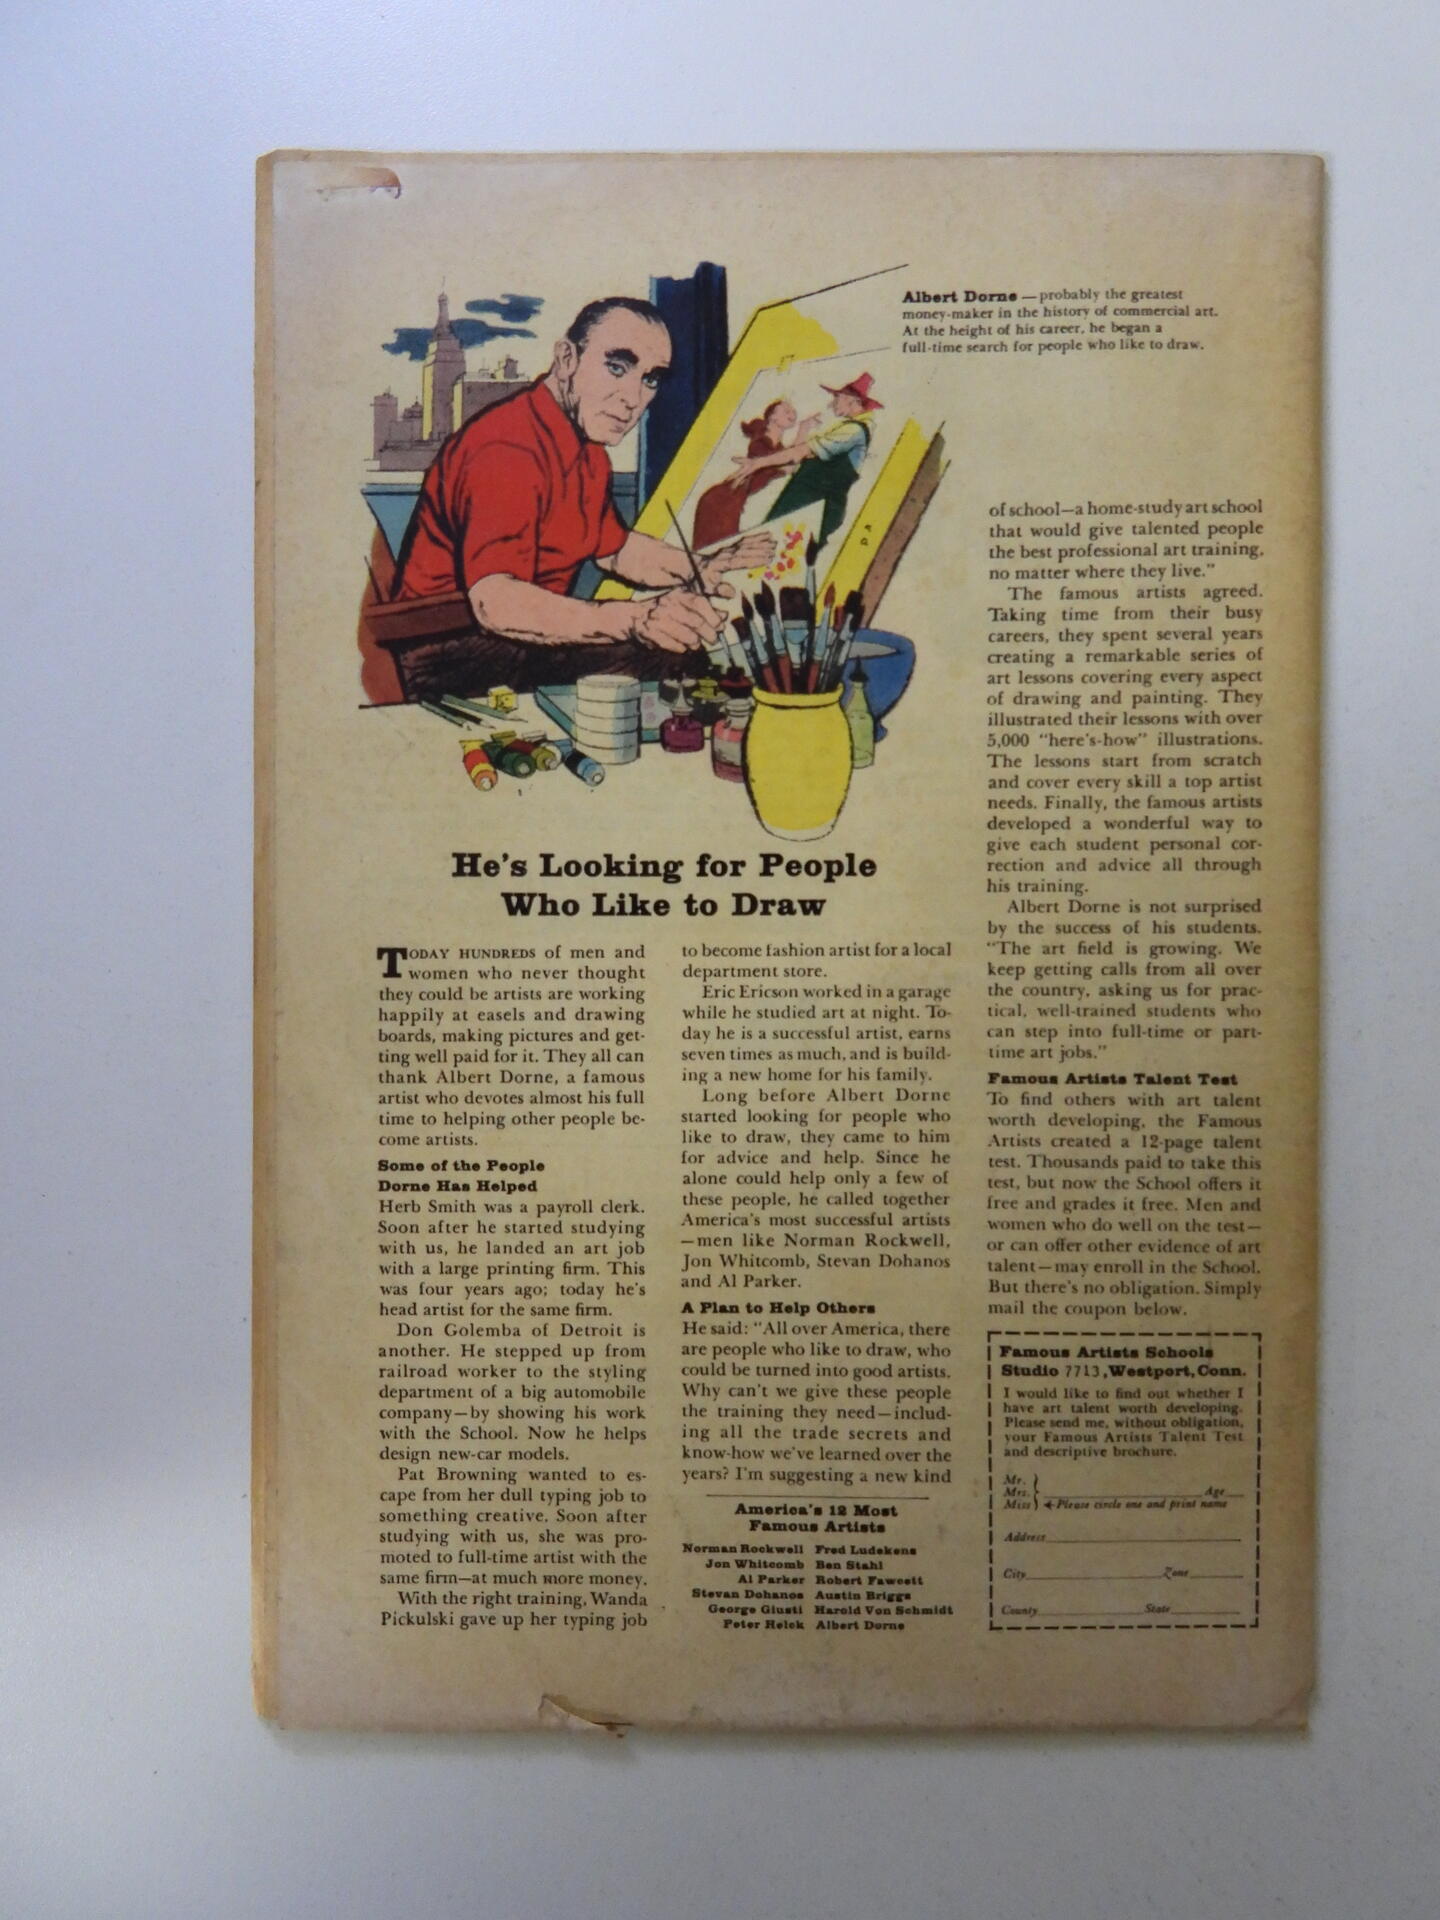 Albert Dorne — probably the greatest
money-maker in the history of commercial art.
At the height of his career, he began a
full-time search for people who like to draw.
He's Looking for People
Who Like to Draw
TODAY HUNDREDS of men and
women who never thought
they could be artists are working
happily at easels and drawing
boards, making pictures and get-
ting well paid for it. They all can
thank Albert Dorne, a famous
artist who devotes almost his full
time to helping other people be-
come artists.
Some of the People
Dorne Has Helped
Herb Smith was a payroll clerk.
Soon after he started studying
with us, he landed an art job
with a large printing firm. This
was four years ago; today he's
head artist for the same firm.
Don Golemba of Detroit is
another. He stepped up from
railroad worker to the styling
department of a big automobile
company—by showing his work
with the School. Now he helps
design new-car models.
Pat Browning wanted to es-
cape from her dull typing job to
something creative. Soon after
studying with us, she was pro-
moted to full-time artist with the
same firm—at much more money.
With the right training, Wanda
Pickulski gave up her typing job
to become fashion artist for a local
department store.
Eric Ericson worked in a garage
while he studied art at night. To-
day he is a successful artist, earns
seven times as much, and is build-
ing a new home for his family.
Long before Albert Dorne
started looking for people who
like to draw, they came to him
for advice and help. Since he
alone could help only a few of
these people, he called together
America's most successful artists
—men like Norman Rockwell,
Jon Whitcomb, Stevan Dohanos
and Al Parker.
A Plan to Help Others
He said: "All over America, there
are people who like to draw, who
could be turned into good artists.
Why can't we give these people
the training they need—includ-
ing all the trade secrets and
know-how we've learned over the
years? I'm suggesting a new kind
America's 12 Most
Famous Artists
Norman Rockwell Fred Ludekens
Jon Whitcomb Ben Stahl
Al Parker Robert Fawcett
Stevan Dohanos Austin Briggs
George Giusti Harold Von Schmidt
Peter Helck Albert Dorne
of school—a home-study art school
that would give talented people
the best professional art training,
no matter where they live."
The famous artists agreed.
Taking time from their busy
careers, they spent several years
creating a remarkable series of
art lessons covering every aspect
of drawing and painting. They
illustrated their lessons with over
5,000 "here's-how" illustrations.
The lessons start from scratch
and cover every skill a top artist
needs. Finally, the famous artists
developed a wonderful way to
give each student personal cor-
rection and advice all through
his training.
Albert Dorne is not surprised
by the success of his students.
"The art field is growing. We
keep getting calls from all over
the country, asking us for prac-
tical, well-trained students who
can step into full-time or part-
time art jobs."
Famous Artists Talent Test
To find others with art talent
worth developing, the Famous
Artists created a 12-page talent
test. Thousands paid to take this
test, but now the School offers it
free and grades it free. Men and
women who do well on the test—
or can offer other evidence of art
talent—may enroll in the School.
But there's no obligation. Simply
mail the coupon below.
Famous Artists Schools
Studio 7713, Westport, Conn.
I would like to find out whether I
have art talent worth developing.
Please send me, without obligation,
your Famous Artists Talent Test
and descriptive brochure.
Mr.
Mrs. Age
Miss Please circle one and print name
Address
City Zone
County State